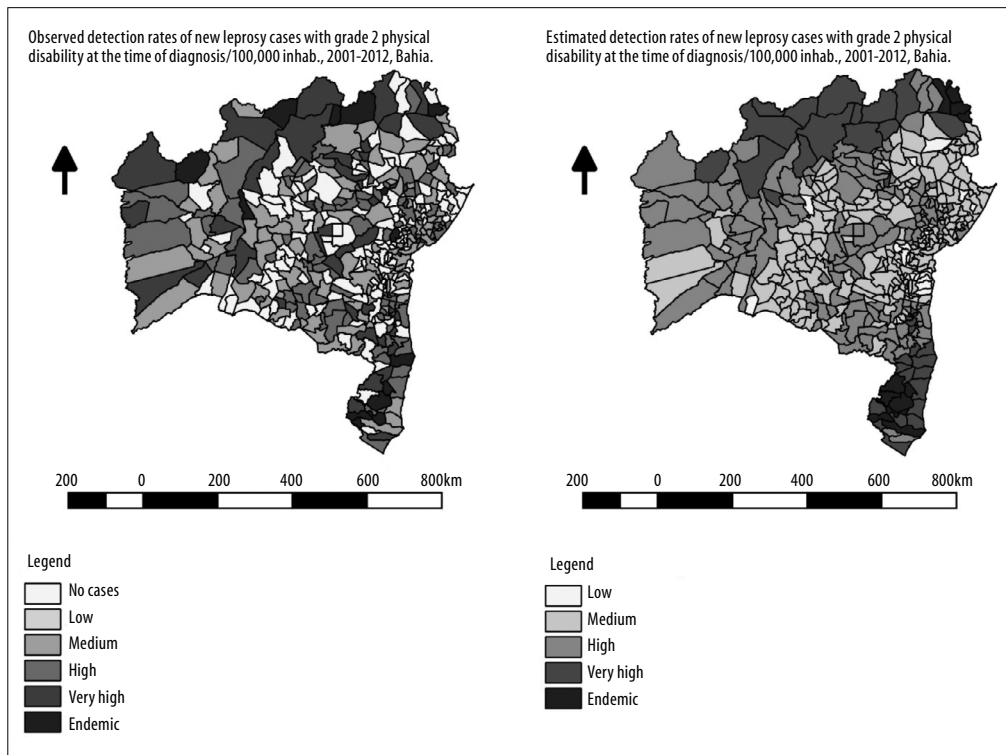 Observed detection rates of new leprosy cases with grade 2 physical
disability at the time of diagnosis/100,000 inhab., 2001-2012, Bahia.
200 0 200 400 600 800km
Legend
No cases
Low
Medium
High
Very high
Endemic
Estimated detection rates of new leprosy cases with grade 2 physical
disability at the time of diagnosis/100,000 inhab., 2001-2012, Bahia.
200 0 200 400 600 800km
Legend
Low
Medium
High
Very high
Endemic